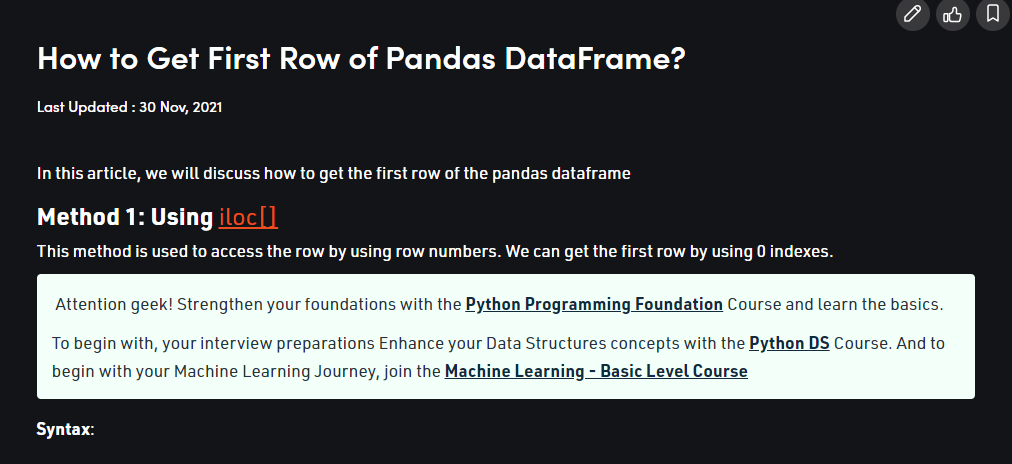 How to Get First Row of Pandas DataFrame?
Last Updated : 30 Nov, 2021
In this article, we will discuss how to get the first row of the pandas dataframe
Method 1: Using iloc[]
This method is used to access the row by using row numbers. We can get the first row by using 0 indexes.
Attention geek! Strengthen your foundations with the Python Programming Foundation Course and learn the basics.
To begin with, your interview preparations Enhance your Data Structures concepts with the Python DS Course. And to
begin with your Machine Learning Journey, join the Machine Learning - Basic Level Course
Syntax: